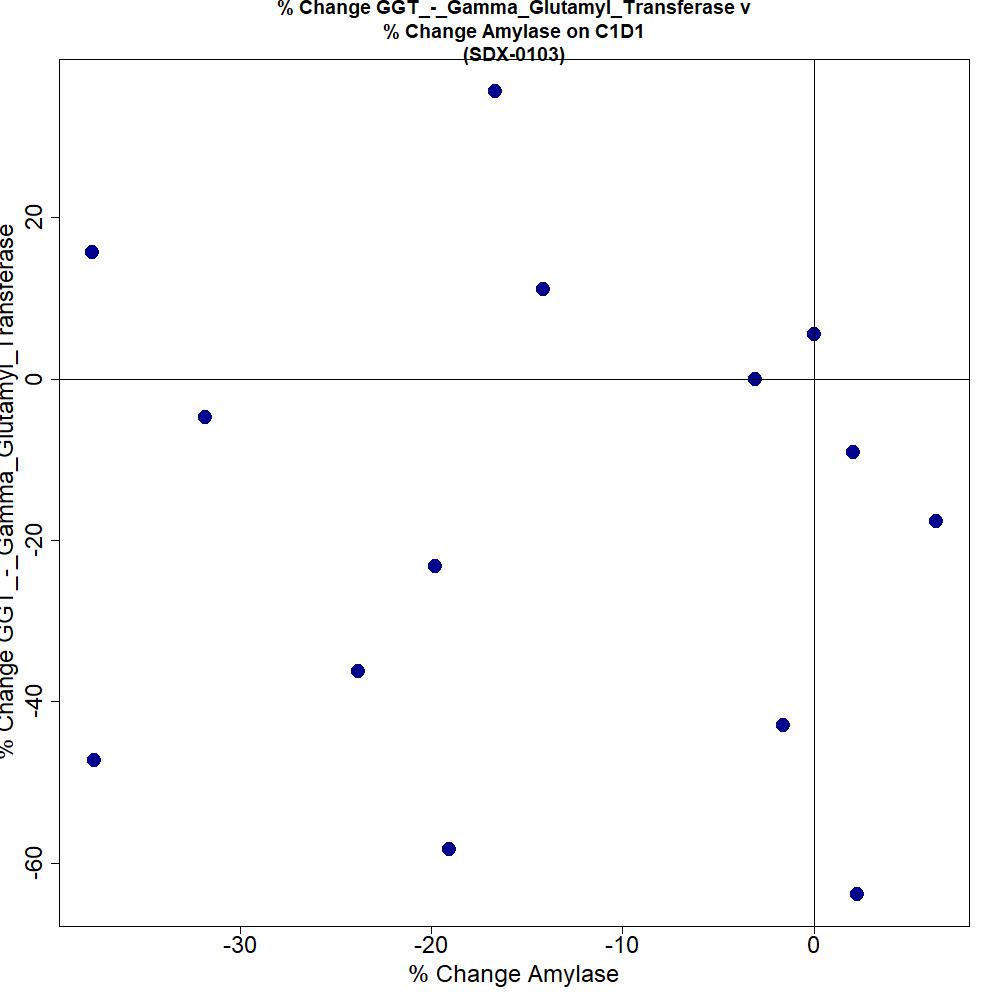 % Change GGT_-_Gamma_Glutamyl_Transferase v
% Change Amylase on C1D1
(SDX-0103)
% Change GGT_-_Gamma_Glutamyl_Transferase
20
0
-20
-40
-60
-30
-20
-10
0
% Change Amylase